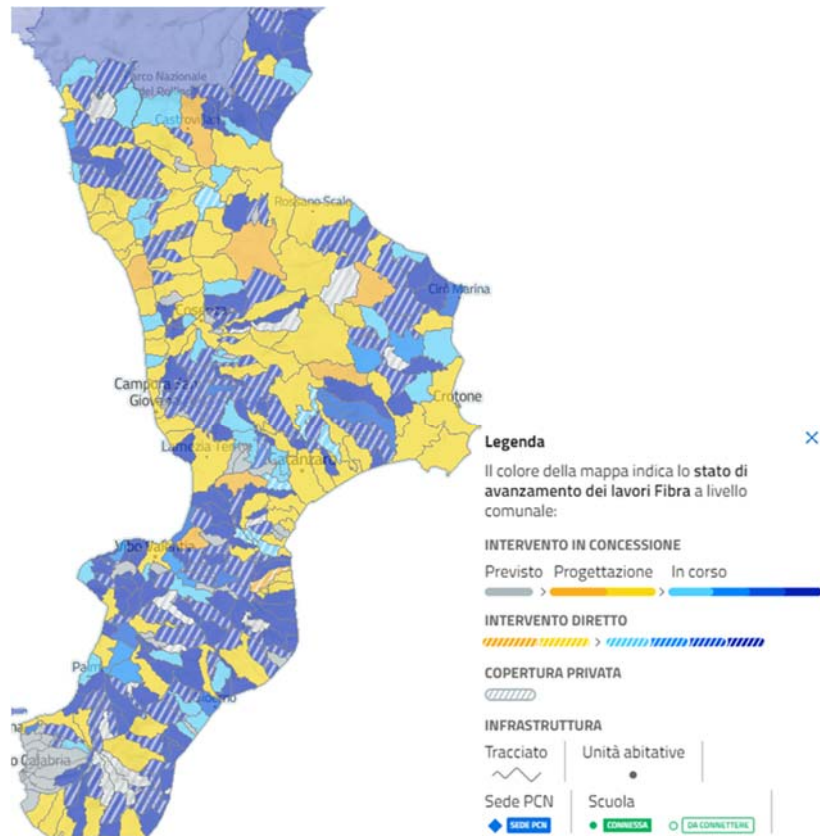 Parco Nazionale
del Pollino
Castrovillari
Rossano Scalo
Cirò Marina
Cosenza
Campora San
Giovanni
Crotone
Lamezia Terme
Catanzaro
Vibo Valentia
Palmi
o Calabria
Legenda
Il colore della mappa indica lo stato di
avanzamento dei lavori Fibra a livello
comunale:
INTERVENTO IN CONCESSIONE
Previsto > Progettazione > In corso
INTERVENTO DIRETTO
COPERTURA PRIVATA
INFRASTRUTTURA
Tracciato
Unità abitative
Sede PCN
Scuola
SEDE PCN
CONNESSA
DA CONNETTERE